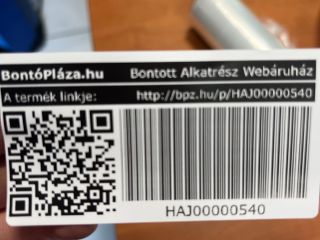 BontóPláza.hu Bontott Alkatrész Webáruház
A termék linkje: http://bpz.hu/p/HAJ00000540
HAJ00000540